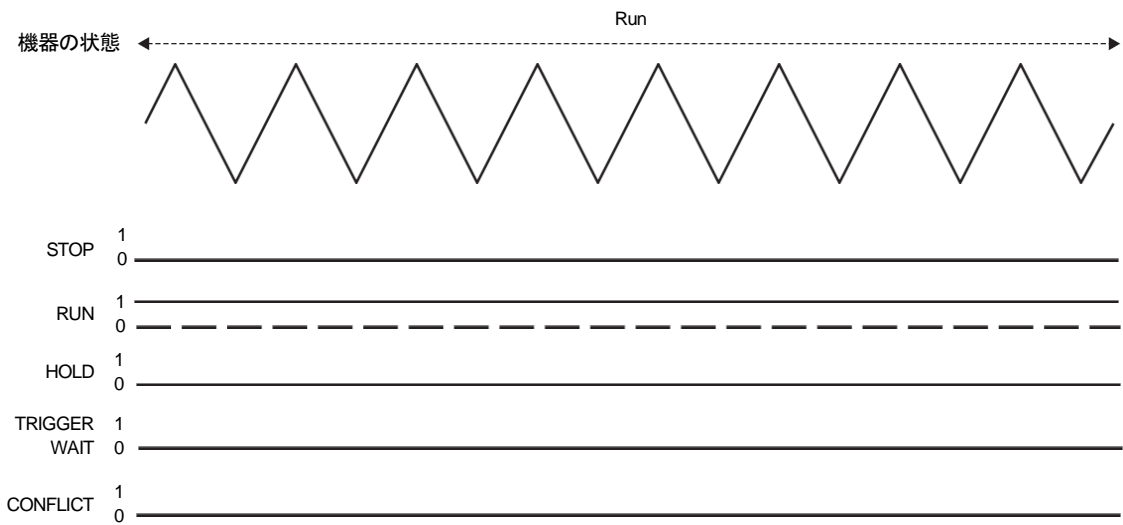 Run
機器の状態
1
STOP
0
1
RUN
0
1
HOLD
0
TRIGGER 1
WAIT 0
1
CONFLICT
0